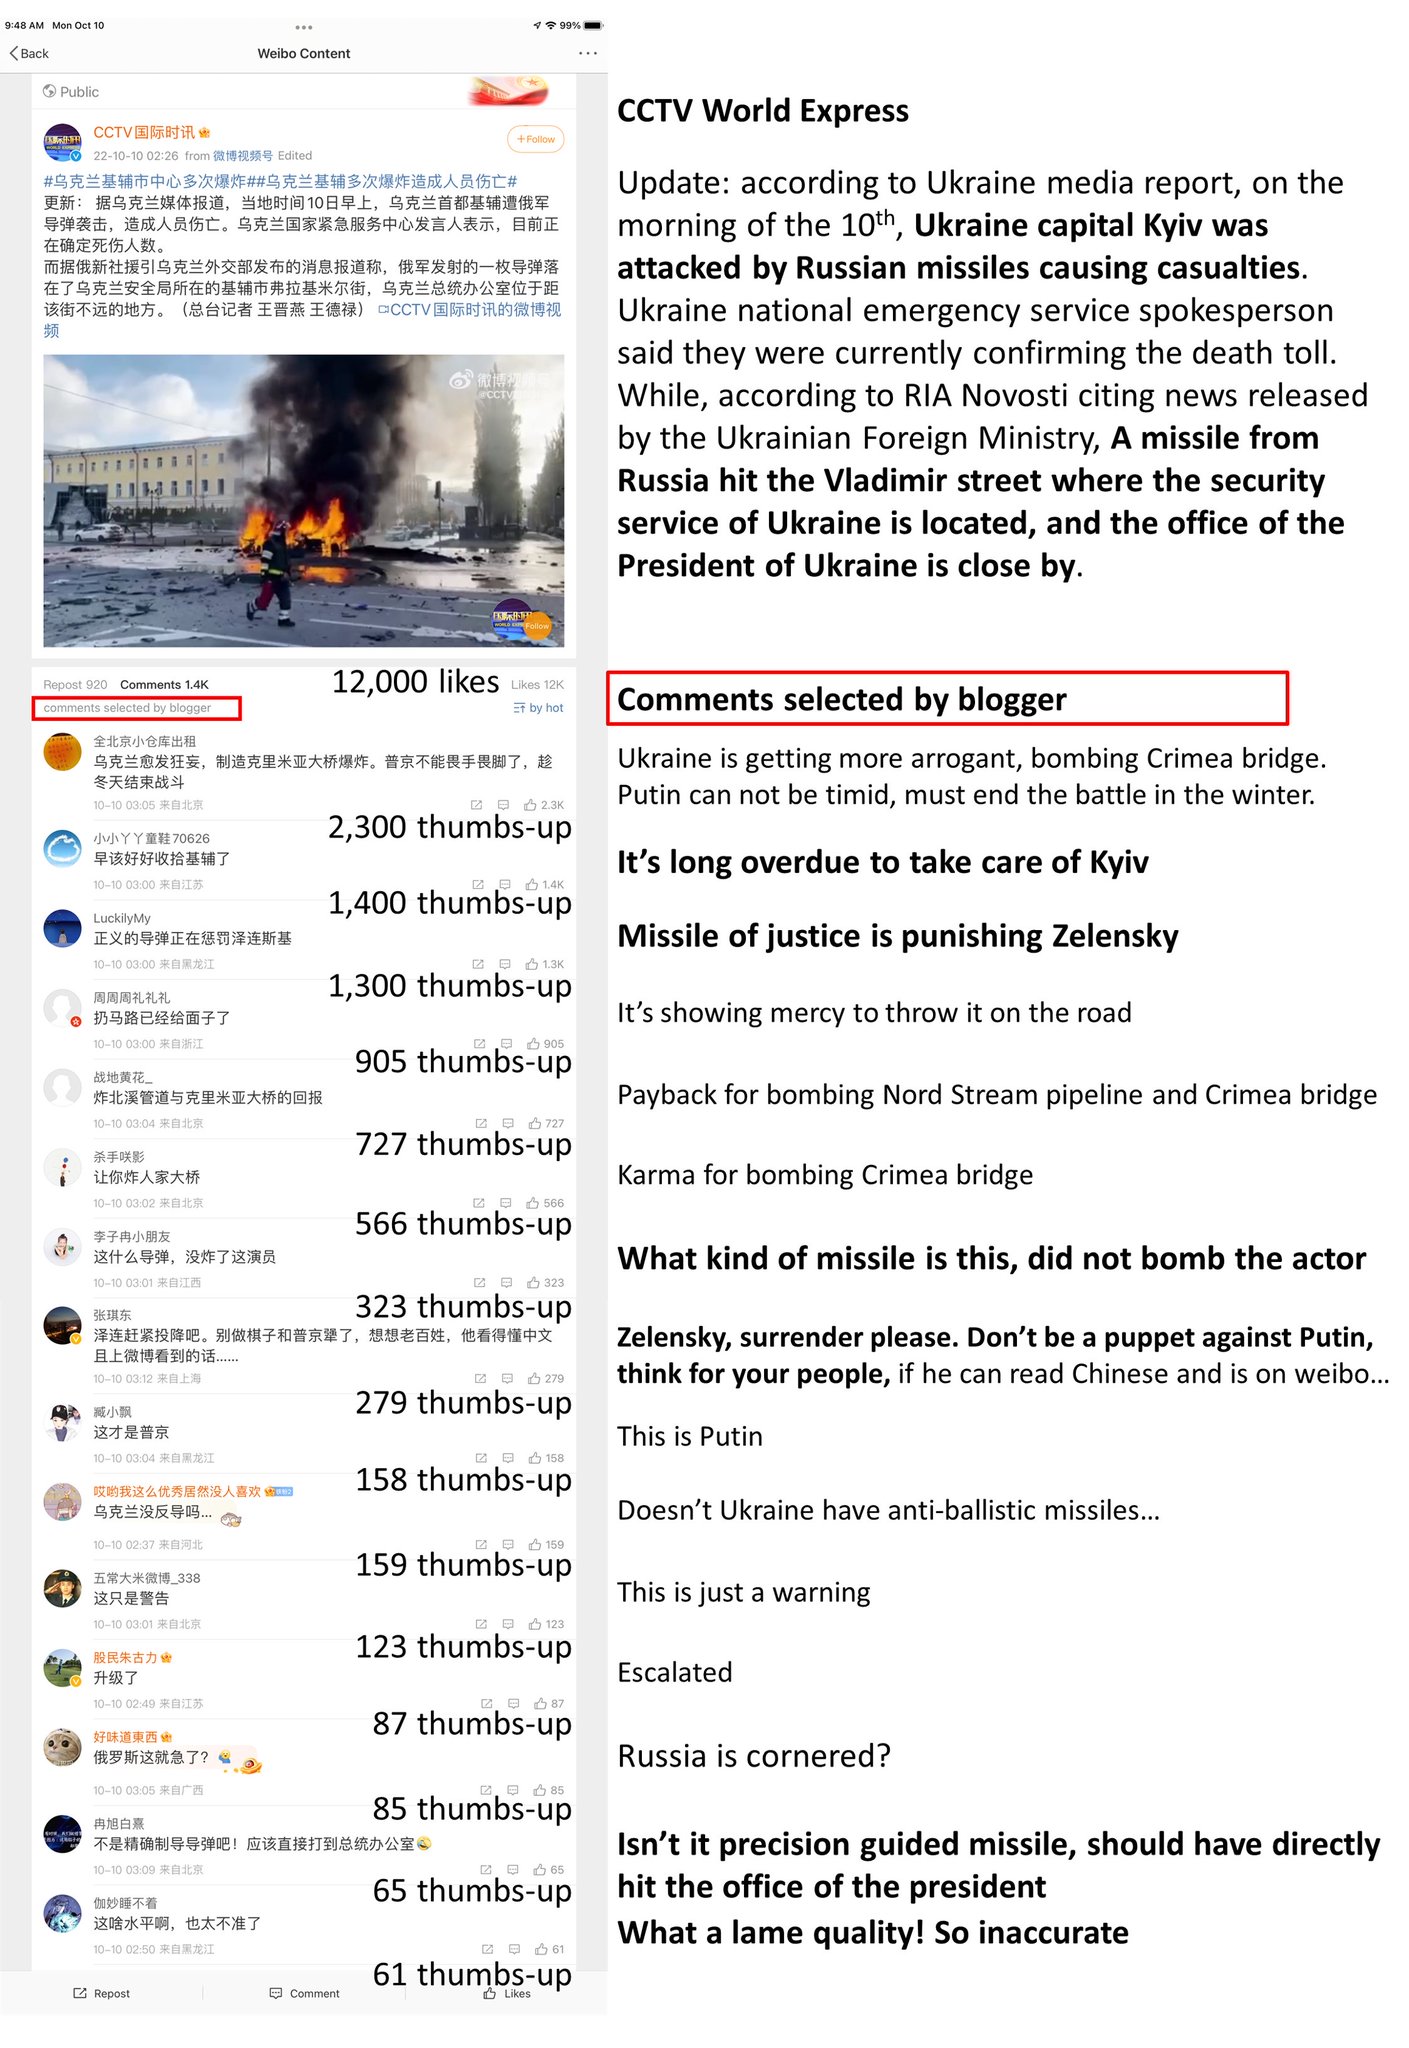 9:48 AM Mon Oct 10
99%
Back
Weibo Content
Public
CCTV国际时讯
+Follow
22-10-10 02:26 from 微博视频号 Edited
#乌克兰基辅市中心多次爆炸##乌克兰基辅多次爆炸造成人员伤亡#
更新： 据乌克兰媒体报道，当地时间10日早上，乌克兰首都基辅遭俄军
导弹袭击，造成人员伤亡。乌克兰国家紧急服务中心发言人表示，目前正
在确定死伤人数。
而据俄新社援引乌克兰外交部发布的消息报道称，俄军发射的一枚导弹落
在了乌克兰安全局所在的基辅市弗拉基米尔街，乌克兰总统办公室位于距
该街不远的地方。（总台记者 王晋燕 王德禄） CCTV国际时讯的微博视
频
微博视频号
WORLD EXPRESS
Follow
CCTV World Express
Update: according to Ukraine media report, on the
morning of the 10th, Ukraine capital Kyiv was
attacked by Russian missiles causing casualties.
Ukraine national emergency service spokesperson
said they were currently confirming the death toll.
While, according to RIA Novosti citing news released
by the Ukrainian Foreign Ministry, A missile from
Russia hit the Vladimir street where the security
service of Ukraine is located, and the office of the
President of Ukraine is close by.
Repost 920 Comments 1.4K 12,000 likes Likes 12K
comments selected by blogger
by hot
Comments selected by blogger
全北京小仓库出租
乌克兰愈发狂妄，制造克里米亚大桥爆炸。普京不能畏手畏脚了，趁
冬天结束战斗
10-10 03:05 来自北京
2.3K
2,300 thumbs-up
Ukraine is getting more arrogant, bombing Crimea bridge.
Putin can not be timid, must end the battle in the winter.
小小丫丫童鞋70626
早该好好收拾基辅了
10-10 03:00 来自江苏
1.4K
1,400 thumbs-up
It's long overdue to take care of Kyiv
LuckilyMy
正义的导弹正在惩罚泽连斯基
10-10 03:00 来自黑龙江
1.3K
1,300 thumbs-up
Missile of justice is punishing Zelensky
周周周礼礼礼
扔马路已经给面子了
10-10 03:00 来自浙江
905
905 thumbs-up
It's showing mercy to throw it on the road
战地黄花_
炸北溪管道与克里米亚大桥的回报
10-10 03:04 来自北京
727
727 thumbs-up
Payback for bombing Nord Stream pipeline and Crimea bridge
杀手咲影
让你炸人家大桥
10-10 03:02 来自北京
566
566 thumbs-up
Karma for bombing Crimea bridge
李子冉小朋友
这什么导弹，没炸了这演员
10-10 03:01 来自江西
323
323 thumbs-up
What kind of missile is this, did not bomb the actor
张琪东
泽连赶紧投降吧。别做棋子和普京犟了，想想老百姓，他看得懂中文
且上微博看到的话......
10-10 03:12 来自上海
279
279 thumbs-up
Zelensky, surrender please. Don't be a puppet against Putin,
think for your people, if he can read Chinese and is on weibo...
臧小飘
这才是普京
10-10 03:04 来自黑龙江
158
158 thumbs-up
This is Putin
哎哟我这么优秀居然没人喜欢
乌克兰没反导吗...
10-10 02:37 来自河北
159
159 thumbs-up
Doesn't Ukraine have anti-ballistic missiles...
五常大米微博_338
这只是警告
10-10 03:01 来自北京
123
123 thumbs-up
This is just a warning
股民朱古力
升级了
10-10 02:49 来自江苏
87
87 thumbs-up
Escalated
好味道東西
俄罗斯这就急了？
10-10 03:05 来自广西
85
85 thumbs-up
Russia is cornered?
冉旭白熹
不是精确制导导弹吧！应该直接打到总统办公室
10-10 03:09 来自北京
65
65 thumbs-up
Isn't it precision guided missile, should have directly
hit the office of the president
伽妙睡不着
这啥水平啊，也太不准了
10-10 02:50 来自黑龙江
61
61 thumbs-up
What a lame quality! So inaccurate
Repost
Comment
Likes